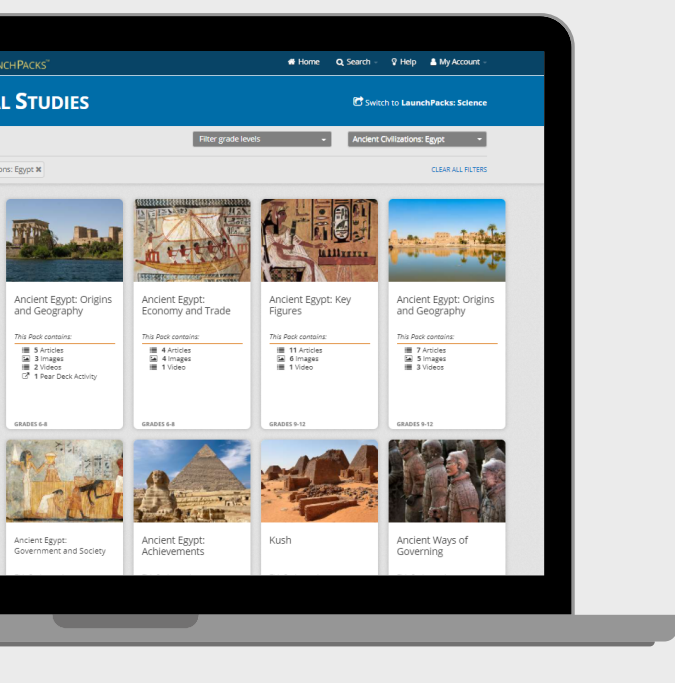 NCHPACKS™
Home Search Help My Account
L STUDIES
Switch to LaunchPacks: Science
Filter grade levels
Ancient Civilizations: Egypt
ons: Egypt ✖
CLEAR ALL FILTERS
Ancient Egypt: Origins
and Geography
This Pack contains:
5 Articles
3 Images
2 Videos
1 Pear Deck Activity
GRADES 6-8
Ancient Egypt:
Economy and Trade
This Pack contains:
4 Articles
4 Images
1 Video
GRADES 6-8
Ancient Egypt: Key
Figures
This Pack contains:
11 Articles
6 Images
1 Video
GRADES 9-12
Ancient Egypt: Origins
and Geography
This Pack contains:
7 Articles
5 Images
3 Videos
GRADES 9-12
Ancient Egypt:
Government and Society
Ancient Egypt:
Achievements
Kush
Ancient Ways of
Governing